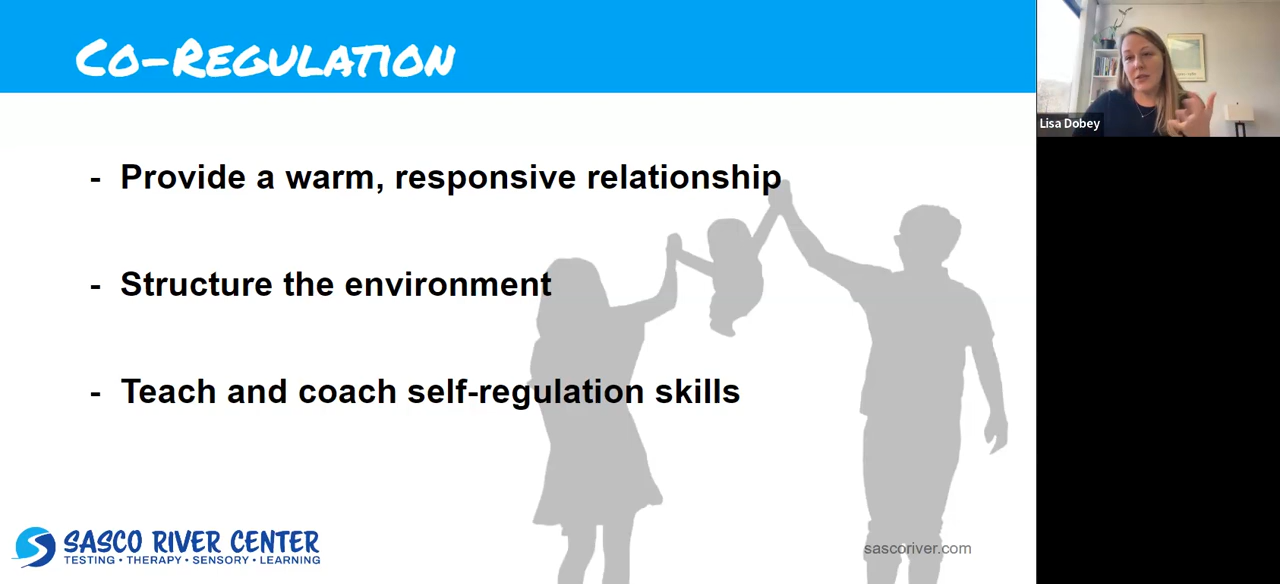 Co-Regulation
- Provide a warm, responsive relationship
- Structure the environment
- Teach and coach self-regulation skills
SASCO RIVER CENTER
TESTING • THERAPY • SENSORY • LEARNING
sascoriver.com
Lisa Dobey